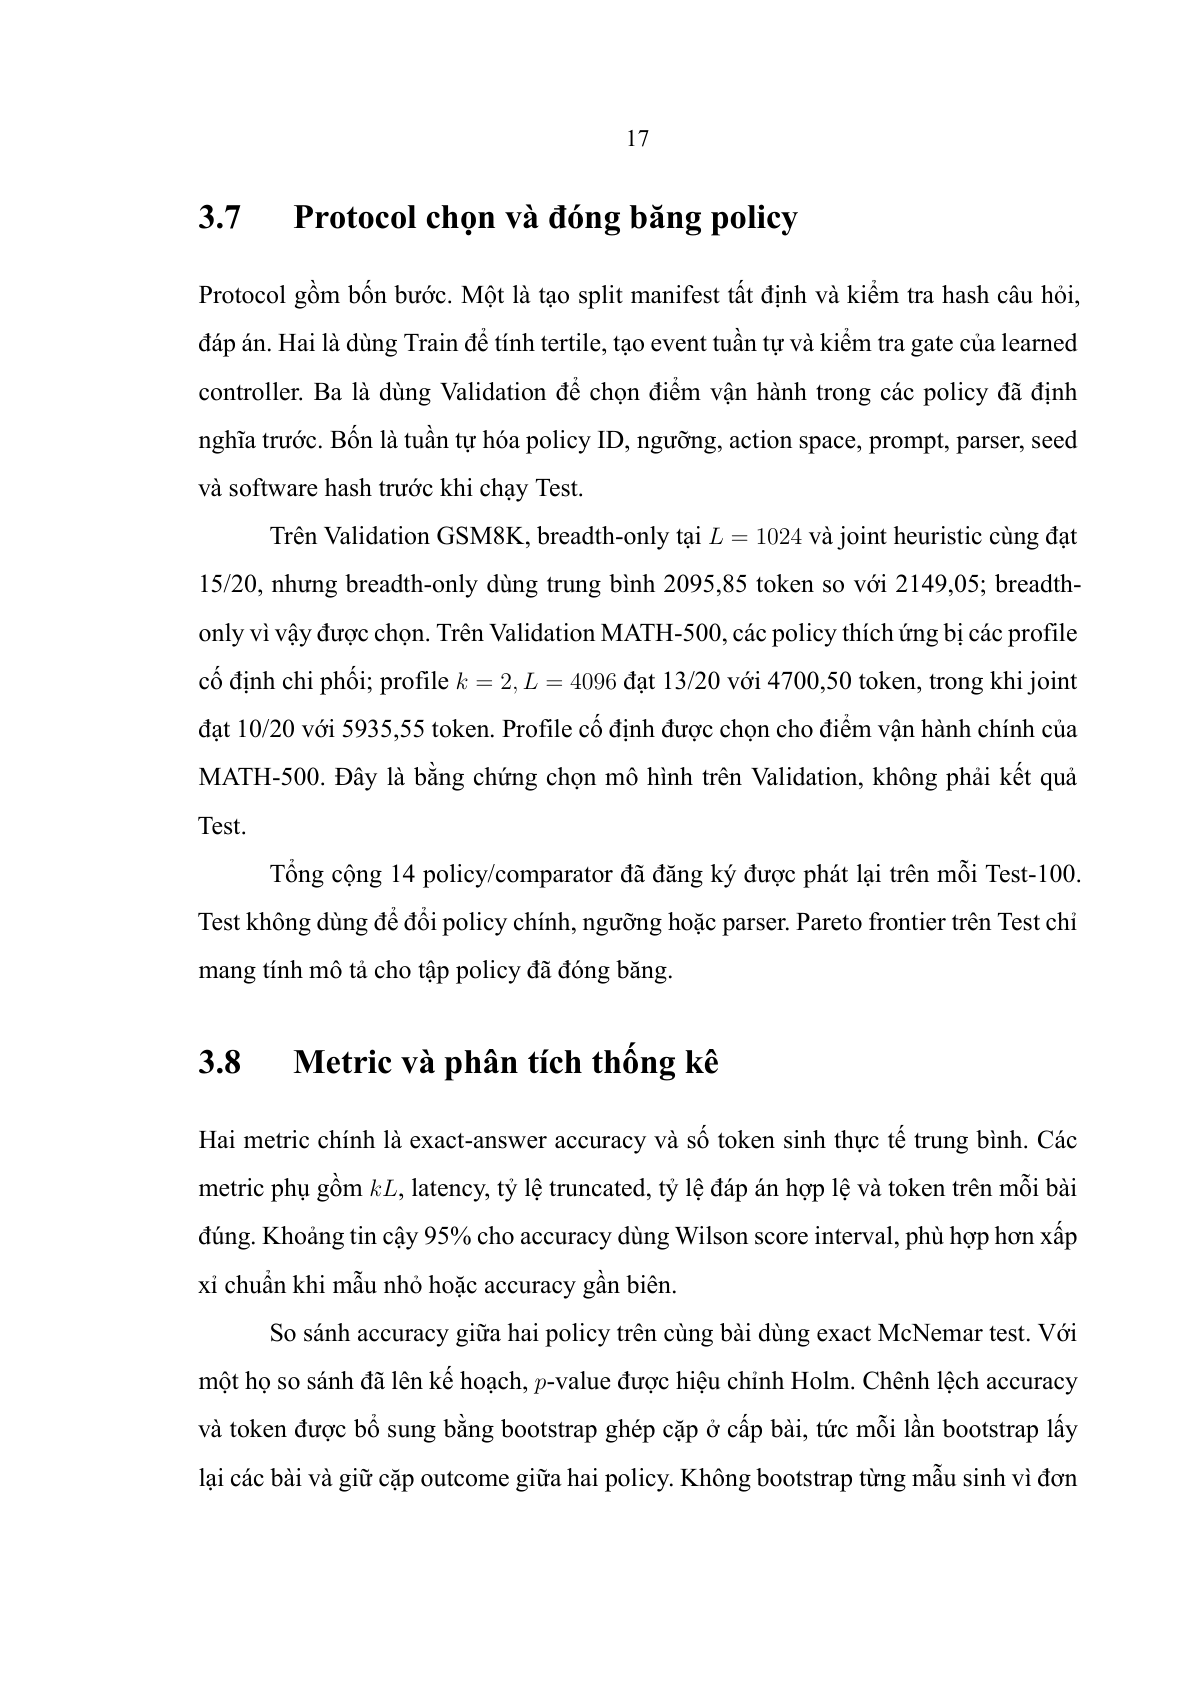 17
3.7 Protocol chọn và đóng băng policy
Protocol gồm bốn bước. Một là tạo split manifest tất định và kiểm tra hash câu hỏi,
đáp án. Hai là dùng Train để tính tertile, tạo event tuần tự và kiểm tra gate của learned
controller. Ba là dùng Validation để chọn điểm vận hành trong các policy đã định
nghĩa trước. Bốn là tuần tự hóa policy ID, ngưỡng, action space, prompt, parser, seed
và software hash trước khi chạy Test.
Trên Validation GSM8K, breadth-only tại L = 1024 và joint heuristic cùng đạt
15/20, nhưng breadth-only dùng trung bình 2095,85 token so với 2149,05; breadth-
only vì vậy được chọn. Trên Validation MATH-500, các policy thích ứng bị các profile
cố định chi phối; profile k = 2, L = 4096 đạt 13/20 với 4700,50 token, trong khi joint
đạt 10/20 với 5935,55 token. Profile cố định được chọn cho điểm vận hành chính của
MATH-500. Đây là bằng chứng chọn mô hình trên Validation, không phải kết quả
Test.
Tổng cộng 14 policy/comparator đã đăng ký được phát lại trên mỗi Test-100.
Test không dùng để đổi policy chính, ngưỡng hoặc parser. Pareto frontier trên Test chỉ
mang tính mô tả cho tập policy đã đóng băng.
3.8 Metric và phân tích thống kê
Hai metric chính là exact-answer accuracy và số token sinh thực tế trung bình. Các
metric phụ gồm kL, latency, tỷ lệ truncated, tỷ lệ đáp án hợp lệ và token trên mỗi bài
đúng. Khoảng tin cậy 95% cho accuracy dùng Wilson score interval, phù hợp hơn xấp
xỉ chuẩn khi mẫu nhỏ hoặc accuracy gần biên.
So sánh accuracy giữa hai policy trên cùng bài dùng exact McNemar test. Với
một họ so sánh đã lên kế hoạch, p-value được hiệu chỉnh Holm. Chênh lệch accuracy
và token được bổ sung bằng bootstrap ghép cặp ở cấp bài, tức mỗi lần bootstrap lấy
lại các bài và giữ cặp outcome giữa hai policy. Không bootstrap từng mẫu sinh vì đơn